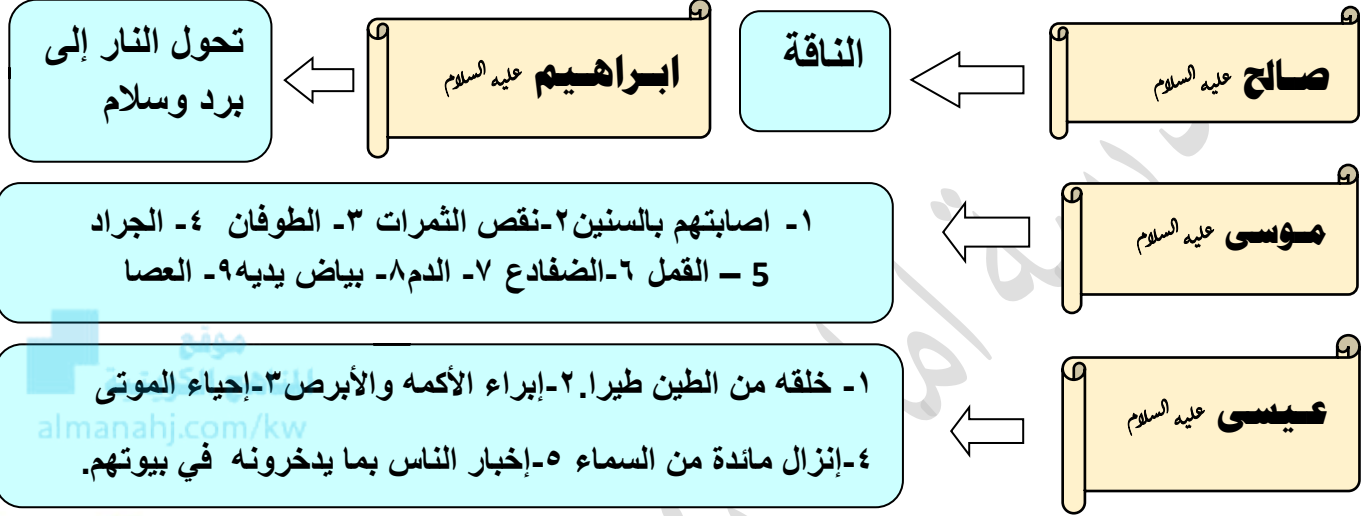 صالح عليه السلام
الناقة
ابراهيم عليه السلام
تحول النار إلى
برد وسلام
موسى عليه السلام
١- اصابتهم بالسنين٢-نقص الثمرات ٣- الطوفان ٤- الجراد
5 – القمل ٦-الضفادع ٧- الدم٨- بياض يديه٩- العصا
عيسى عليه السلام
١- خلقه من الطين طيرا.٢-إبراء الأكمه والأبرص٣-إحياء الموتى
٤-إنزال مائدة من السماء ٥-إخبار الناس بما يدخرونه في بيوتهم.
موقع
المناهج الكويتية
almanahj.com/kw